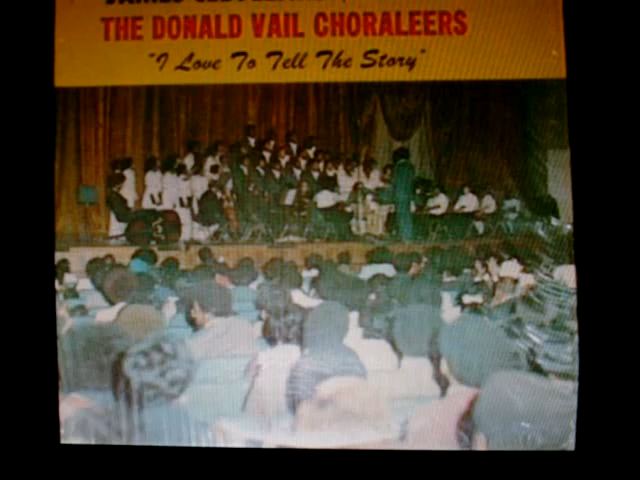 THE DONALD VAIL CHORALEERS
"I Love To Tell The Story"